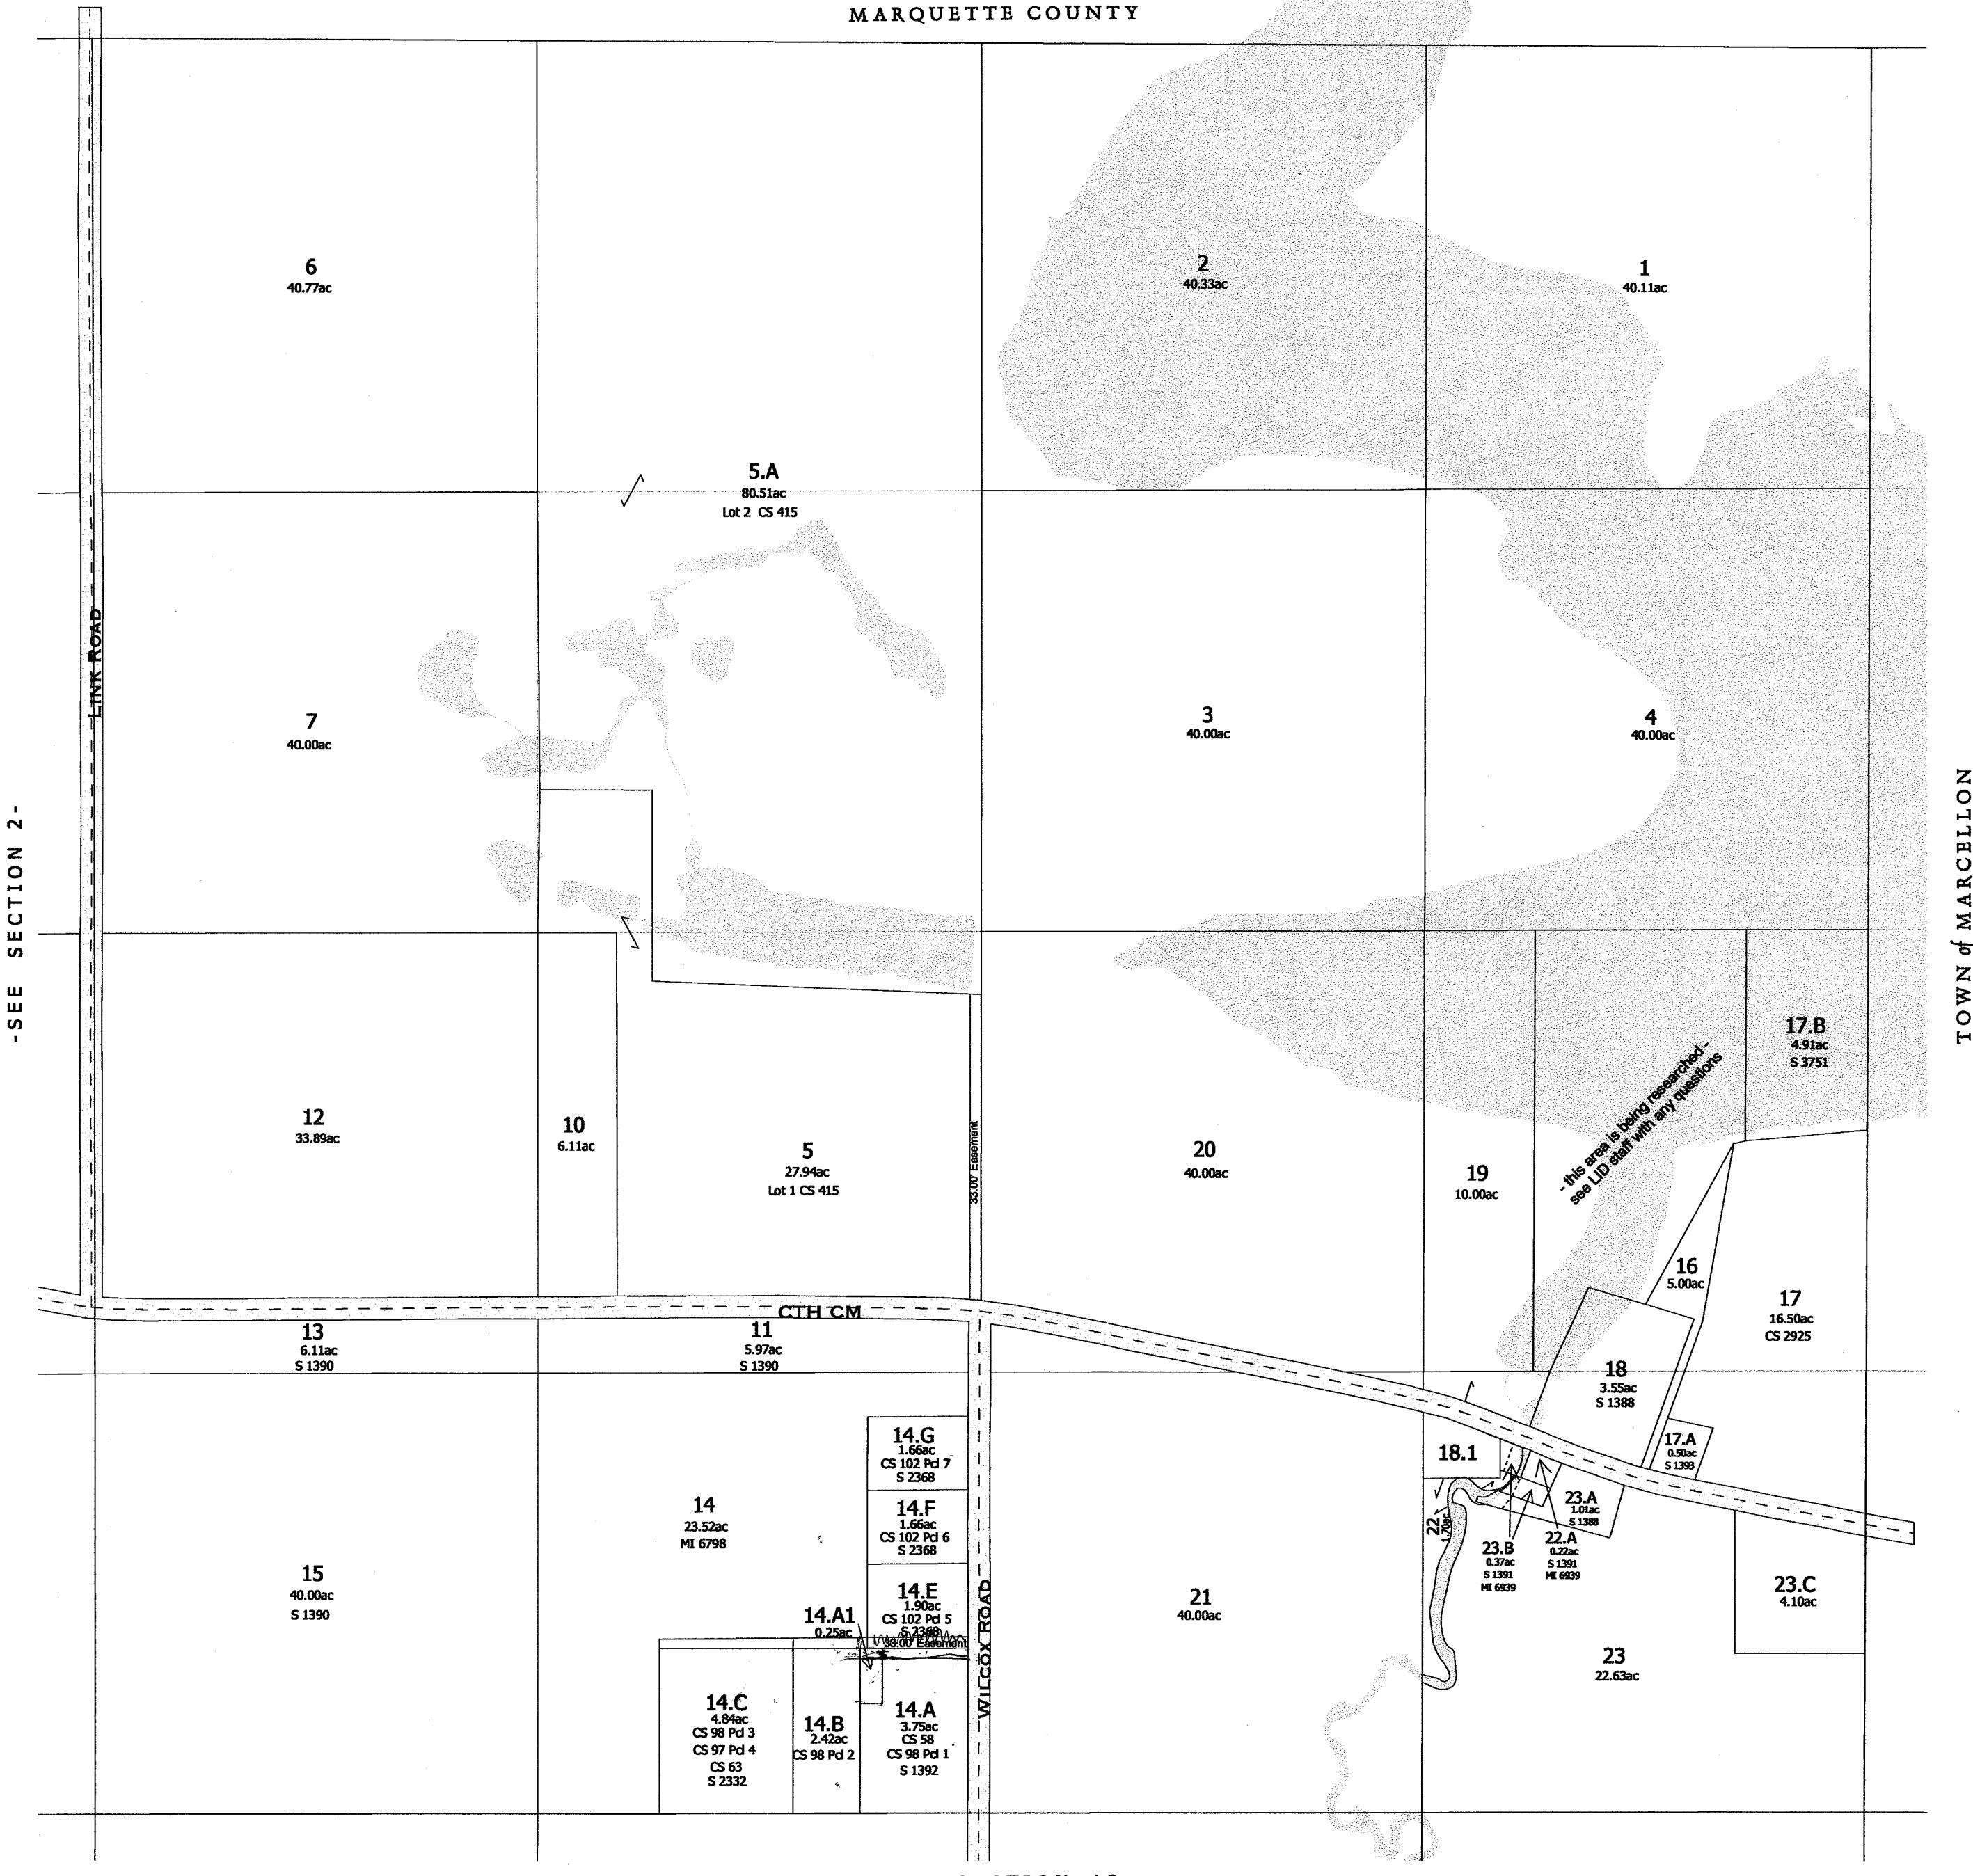 MARQUETTE COUNTY
6
40.77ac
2
40.33ac
1
40.11ac
5.A
80.51ac
Lot 2 CS 415
LINK ROAD
7
40.00ac
3
40.00ac
4
40.00ac
- SEE SECTION 2 -
TOWN of MARCELLON
12
33.89ac
10
6.11ac
5
27.94ac
Lot 1 CS 415
33.00' Easement
20
40.00ac
19
10.00ac
- this area is being researched -
see LID staff with any questions
17.B
4.91ac
S 3751
16
5.00ac
17
16.50ac
CS 2925
CTH CM
13
6.11ac
S 1390
11
5.97ac
S 1390
18
3.55ac
S 1388
17.A
0.50ac
S 1393
18.1
14.G
1.66ac
CS 102 Pcl 7
S 2368
14
23.52ac
MI 6798
14.F
1.66ac
CS 102 Pcl 6
S 2368
14.E
1.90ac
CS 102 Pcl 5
S 2368
33.00' Easement
14.A1
0.25ac
15
40.00ac
S 1390
WILCOX ROAD
21
40.00ac
22
1.70ac
23.A
1.01ac
S 1388
23.B
0.37ac
S 1391
MI 6939
22.A
0.22ac
S 1391
MI 6939
23.C
4.10ac
23
22.63ac
14.C
4.84ac
CS 98 Pcl 3
CS 97 Pcl 4
CS 63
S 2332
14.B
2.42ac
CS 98 Pcl 2
14.A
3.75ac
CS 58
CS 98 Pcl 1
S 1392